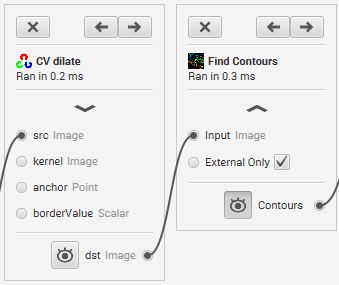 CV dilate
Ran in 0.2 ms
src Image
kernel Image
anchor Point
borderValue Scalar
dst Image
Find Contours
Ran in 0.3 ms
Input Image
External Only
Contours